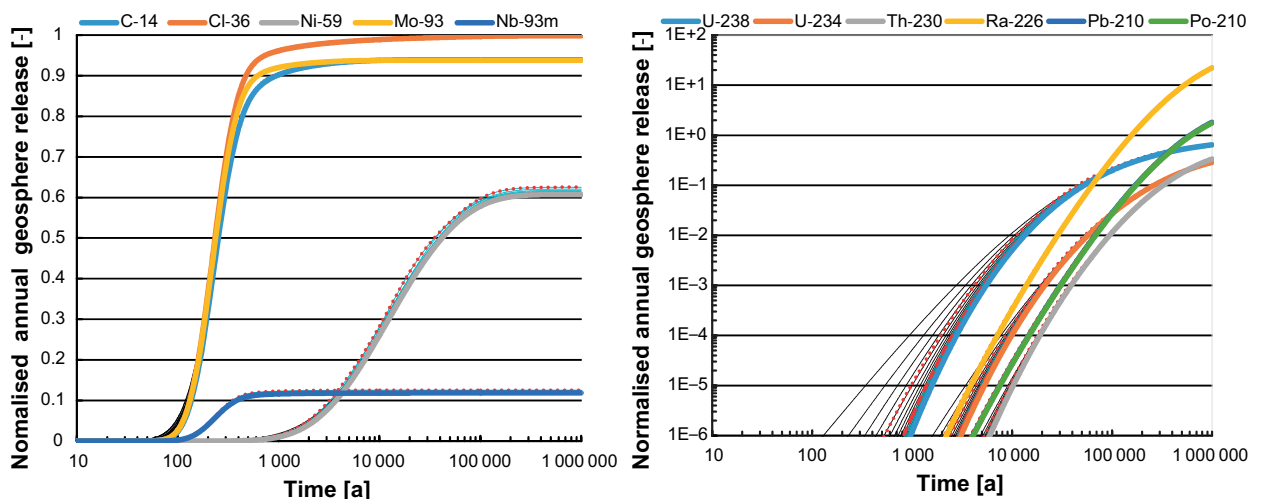 C-14 Cl-36 Ni-59 Mo-93 Nb-93m
Normalised annual geosphere release [-]
1
0.9
0.8
0.7
0.6
0.5
0.4
0.3
0.2
0.1
0
10 100 1 000 10 000 100 000 1 000 000
Time [a]
U-238 U-234 Th-230 Ra-226 Pb-210 Po-210
Normalised annual geosphere release [-]
1E+2
1E+1
1E+0
1E−1
1E−2
1E−3
1E−4
1E−5
1E−6
10 100 1 000 10 000 100 000 1 000 000
Time [a]